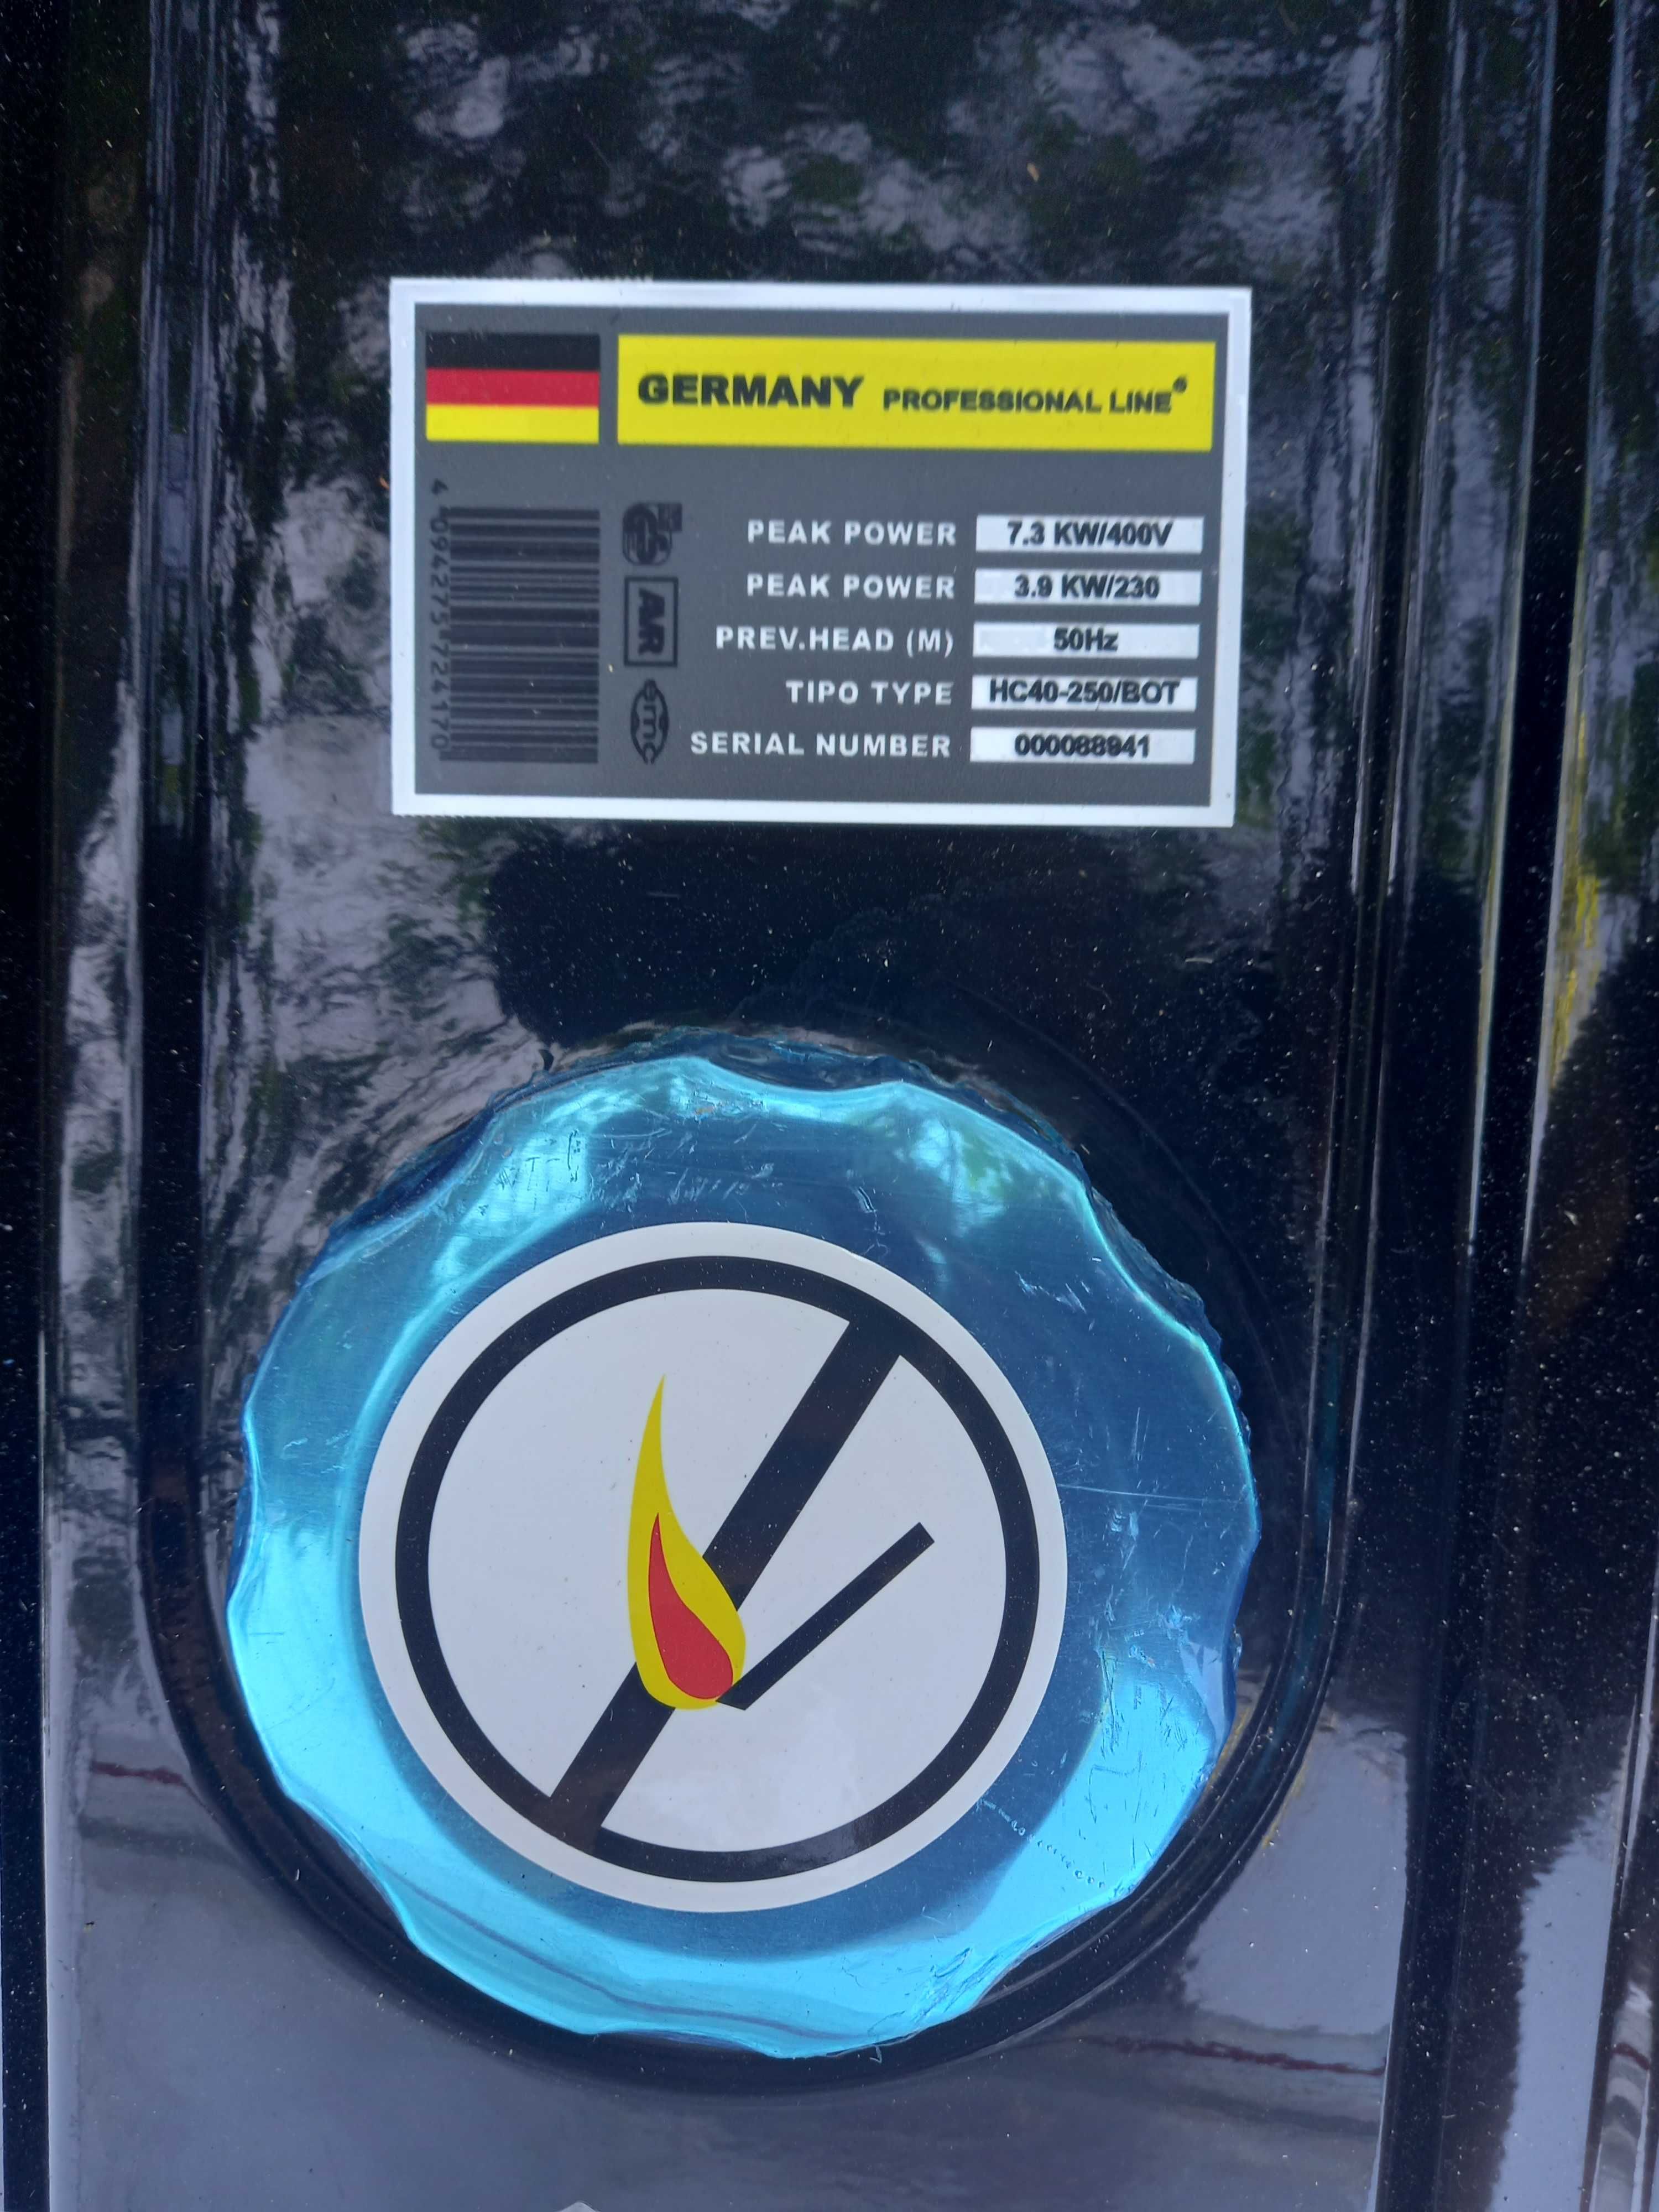 GERMANY PROFESSIONAL LINE
PEAK POWER 7.3 KW/400V
PEAK POWER 3.9 KW/230
PREV.HEAD (M) 50Hz
TIPO TYPE HC40-250/BOT
SERIAL NUMBER 000088941
4 094275 724170
emc